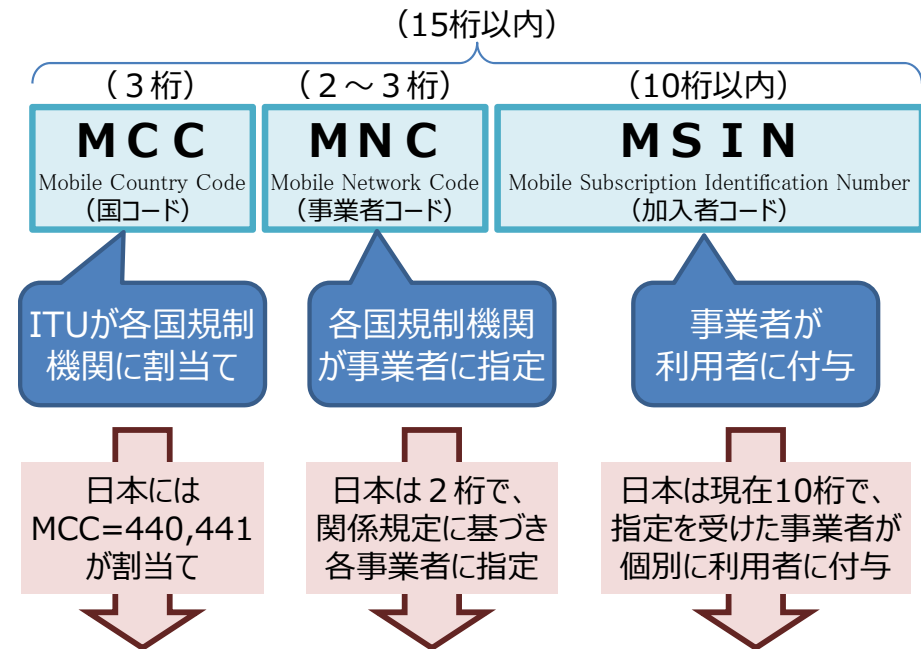 （15桁以内）
（３桁）
（２～３桁）
（10桁以内）
ＭＣＣ
Mobile Country Code
（国コード）
ＭＮＣ
Mobile Network Code
（事業者コード）
ＭＳＩＮ
Mobile Subscription Identification Number
（加入者コード）
ITUが各国規制
機関に割当て
各国規制機関
が事業者に指定
事業者が
利用者に付与
日本には
MCC=440,441
が割当て
日本は２桁で、
関係規定に基づき
各事業者に指定
日本は現在10桁で、
指定を受けた事業者が
個別に利用者に付与